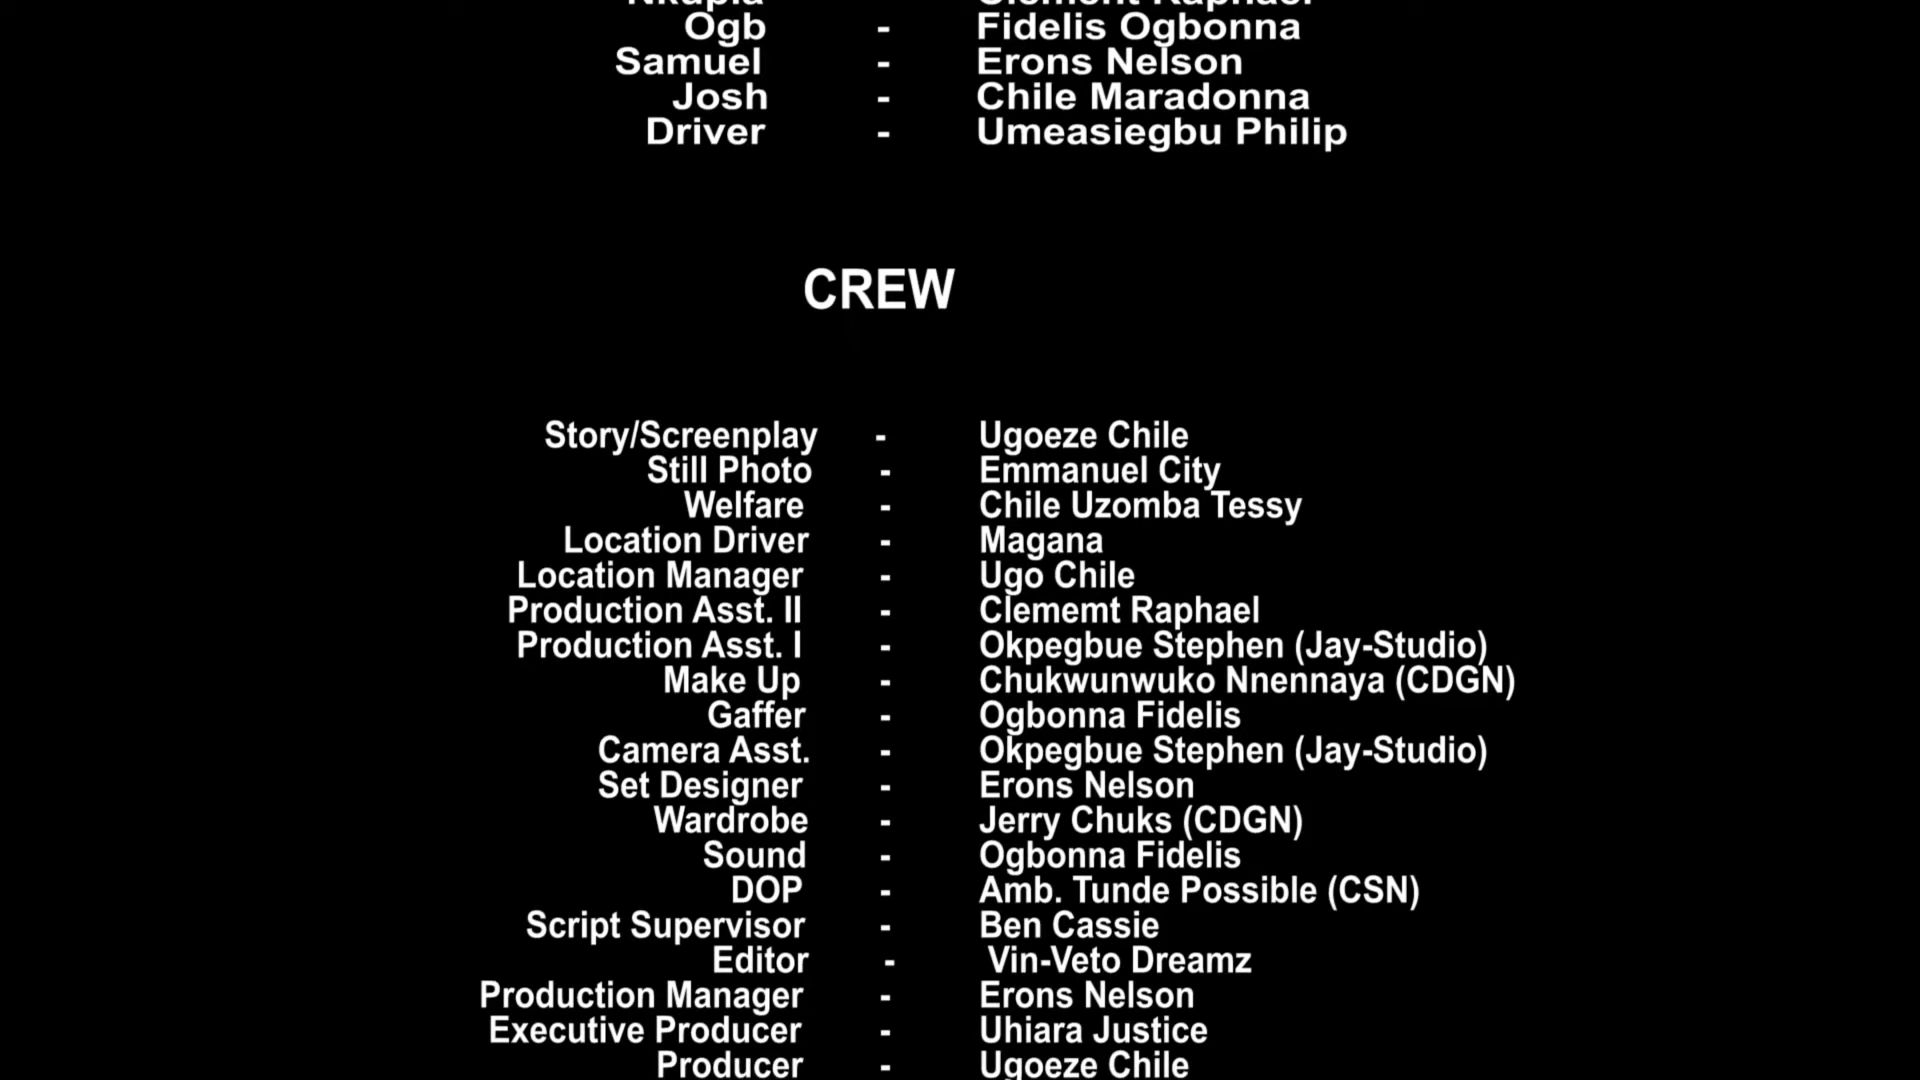 Nkupia - Clement Raphael
Ogb - Fidelis Ogbonna
Samuel - Erons Nelson
Josh - Chile Maradonna
Driver - Umeasiegbu Philip
CREW
Story/Screenplay - Ugoeze Chile
Still Photo - Emmanuel City
Welfare - Chile Uzomba Tessy
Location Driver - Magana
Location Manager - Ugo Chile
Production Asst. II - Clememt Raphael
Production Asst. I - Okpegbue Stephen (Jay-Studio)
Make Up - Chukwunwuko Nnennaya (CDGN)
Gaffer - Ogbonna Fidelis
Camera Asst. - Okpegbue Stephen (Jay-Studio)
Set Designer - Erons Nelson
Wardrobe - Jerry Chuks (CDGN)
Sound - Ogbonna Fidelis
DOP - Amb. Tunde Possible (CSN)
Script Supervisor - Ben Cassie
Editor - Vin-Veto Dreamz
Production Manager - Erons Nelson
Executive Producer - Uhiara Justice
Producer - Ugoeze Chile